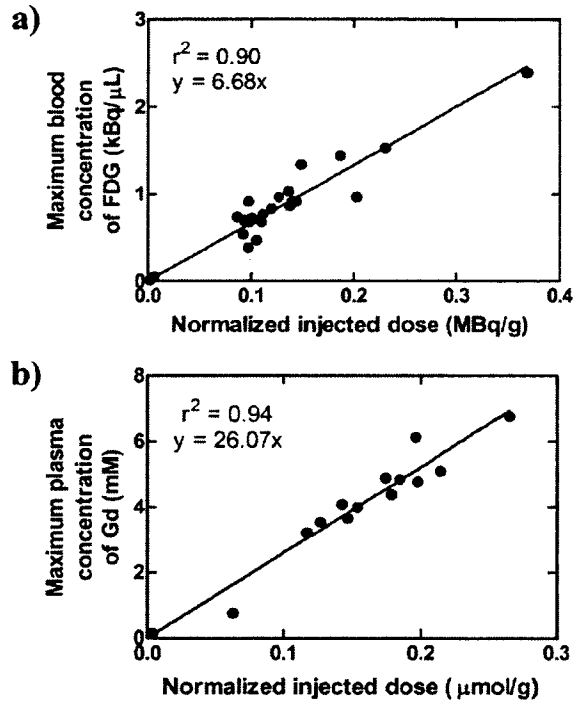 a)
r² = 0.90
y = 6.68x
Maximum blood
concentration
of FDG (kBq/μL)
3
2
1
0
0.0 0.1 0.2 0.3 0.4
Normalized injected dose (MBq/g)
b)
r² = 0.94
y = 26.07x
Maximum plasma
concentration
of Gd (mM)
8
6
4
2
0
0.0 0.1 0.2 0.3
Normalized injected dose ( μmol/g)